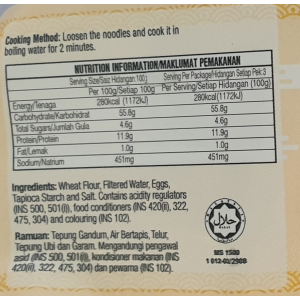 Cooking Method: Loosen the noodles and cook it in
boiling water for 2 minutes.
NUTRITION INFORMATION/MAKLUMAT PEMAKANAN
Serving Size/Saiz Hidangan:100g Serving Per Package/Hidangan Setiap Pek:3
Per 100g/Setiap 100g Per Serving/Setiap Hidangan (100g)
Energy/Tenaga 280kcal (1172kJ) 280kcal(1172kJ)
Carbohydrate/Karbohidrat 55.8g 55.8g
Total Sugars/Jumlah Gula 4.6g 4.6g
Protein/Protein 11.9g 11.9g
Fat/Lemak 1.0g 1.0g
Sodium/Natrium 451mg 451mg
Ingredients: Wheat Flour, Filtered Water, Eggs,
Tapioca Starch and Salt. Contains acidity regulators
(INS 500, 501(i)), food conditioners (INS 420(ii), 322,
475, 304) and colouring (INS 102).
Ramuan: Tepung Gandum, Air Bertapis, Telur,
Tepung Ubi dan Garam. Mengandungi pengawal
asid (INS 500, 501(i)), kondisioner makanan (INS
420(ii), 322, 475, 304) dan pewarna (INS 102).
حلال
Halal
MS 1500